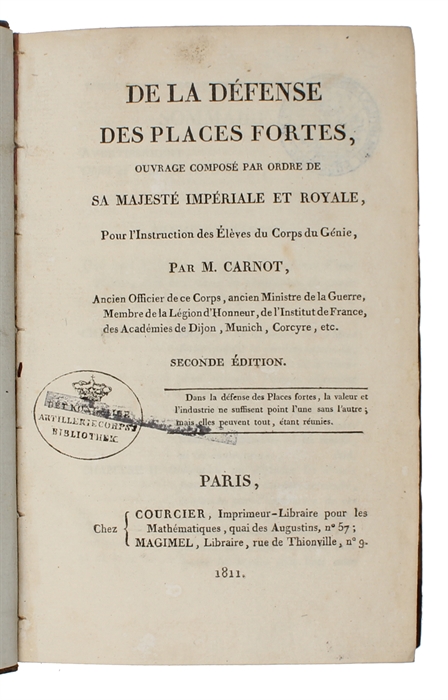 DE LA DÉFENSE
DES PLACES FORTES,
OUVRAGE COMPOSÉ PAR ORDRE DE
SA MAJESTÉ IMPÉRIALE ET ROYALE,
Pour l'Instruction des Élèves du Corps du Génie,
PAR M. CARNOT,
Ancien Officier de ce Corps, ancien Ministre de la Guerre,
Membre de la Légion d'Honneur, de l'Institut de France,
des Académies de Dijon, Munich, Corcyre, etc.
SECONDE ÉDITION.
Dans la défense des Places fortes, la valeur et
l'industrie ne suffisent point l'une sans l'autre;
mais elles peuvent tout, étant réunies.
ARTILLERIECORPS
BIBLIOTHEK
PARIS,
Chez
COURCIER, Imprimeur-Libraire pour les
Mathématiques, quai des Augustins, n° 57;
MAGIMEL, Libraire, rue de Thionville, n° 9.
1811.